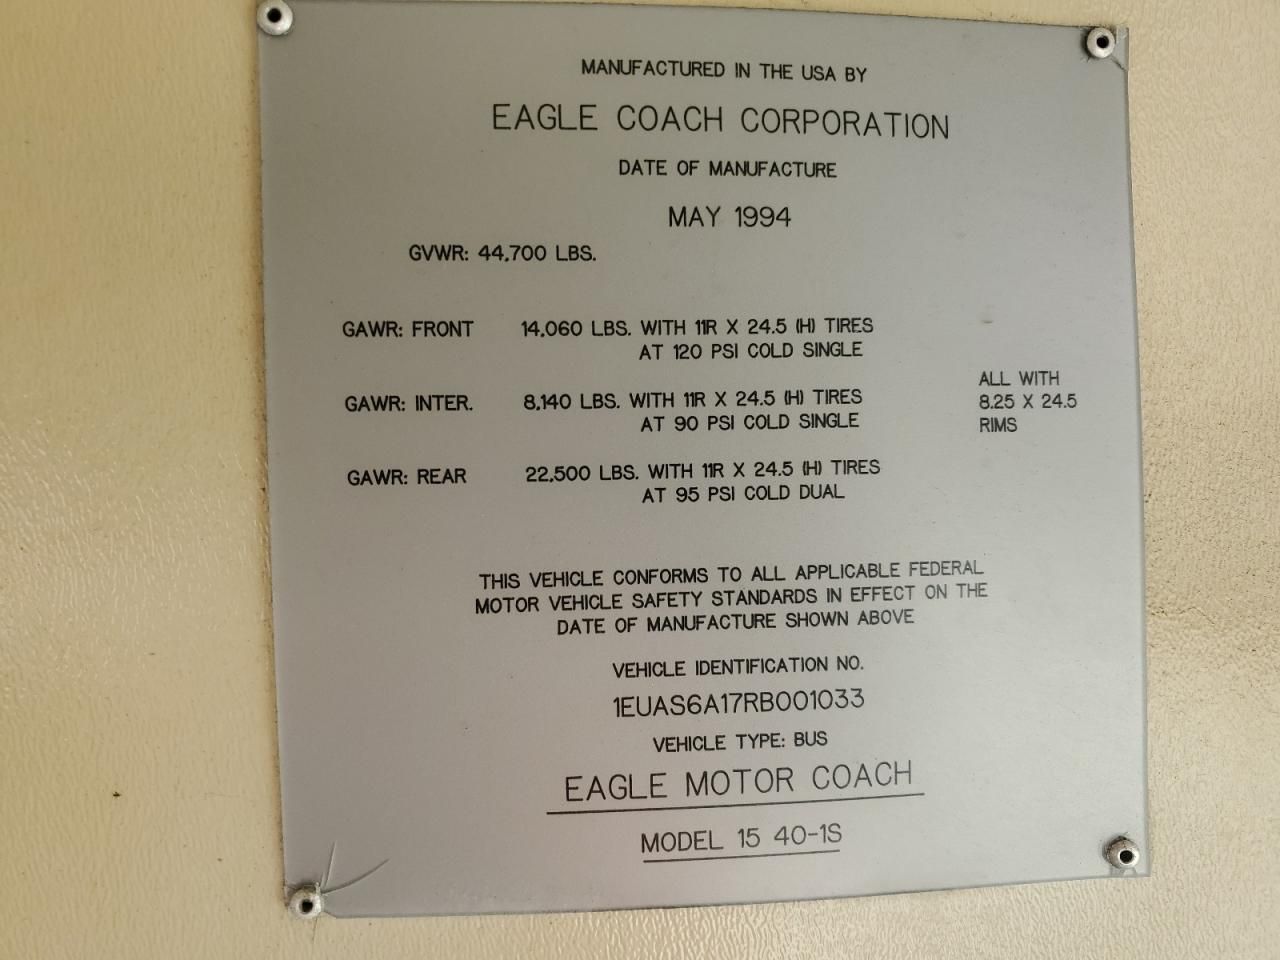 MANUFACTURED IN THE USA BY
EAGLE COACH CORPORATION
DATE OF MANUFACTURE
MAY 1994
GVWR: 44,700 LBS.
GAWR: FRONT 14,060 LBS. WITH 11R X 24.5 (H) TIRES
AT 120 PSI COLD SINGLE
GAWR: INTER. 8,140 LBS. WITH 11R X 24.5 (H) TIRES
AT 90 PSI COLD SINGLE
GAWR: REAR 22,500 LBS. WITH 11R X 24.5 (H) TIRES
AT 95 PSI COLD DUAL
ALL WITH
8.25 X 24.5
RIMS
THIS VEHICLE CONFORMS TO ALL APPLICABLE FEDERAL
MOTOR VEHICLE SAFETY STANDARDS IN EFFECT ON THE
DATE OF MANUFACTURE SHOWN ABOVE
VEHICLE IDENTIFICATION NO.
1EUAS6A17RB001033
VEHICLE TYPE: BUS
EAGLE MOTOR COACH
MODEL 15 40-1S